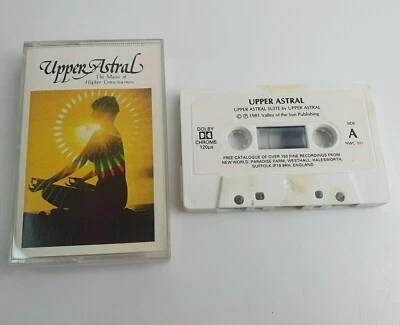 Upper Astral
The Music of
Higher Consciousness
UPPER ASTRAL
UPPER ASTRAL SUITE by UPPER ASTRAL
© ℗ 1981 Valley of the Sun Publishing
DOLBY
CHROME
120µs
SIDE
A
NWC 331
FREE CATALOGUE OF OVER 150 FINE RECORDINGS FROM
NEW WORLD, PARADISE FARM, WESTHALL, HALESWORTH,
SUFFOLK IP19 8RH, ENGLAND